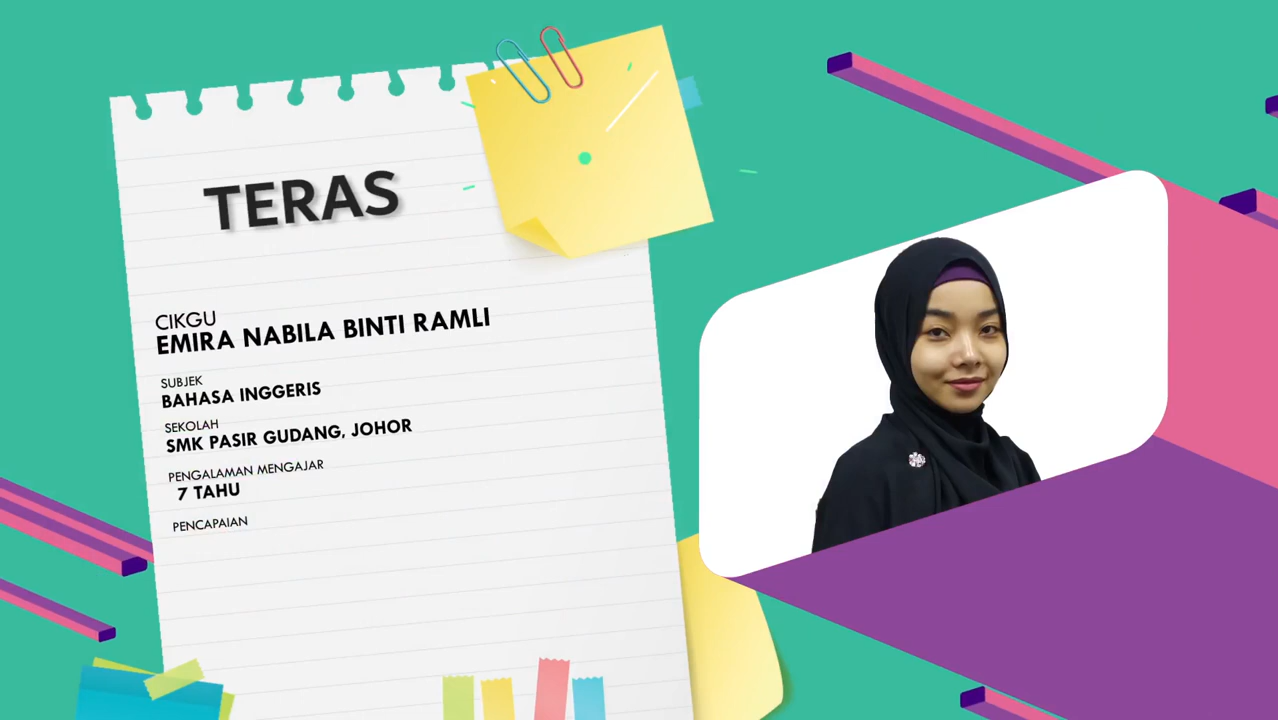 TERAS
CIKGU
EMIRA NABILA BINTI RAMLI
SUBJEK
BAHASA INGGERIS
SEKOLAH
SMK PASIR GUDANG, JOHOR
PENGALAMAN MENGAJAR
7 TAHU
PENCAPAIAN